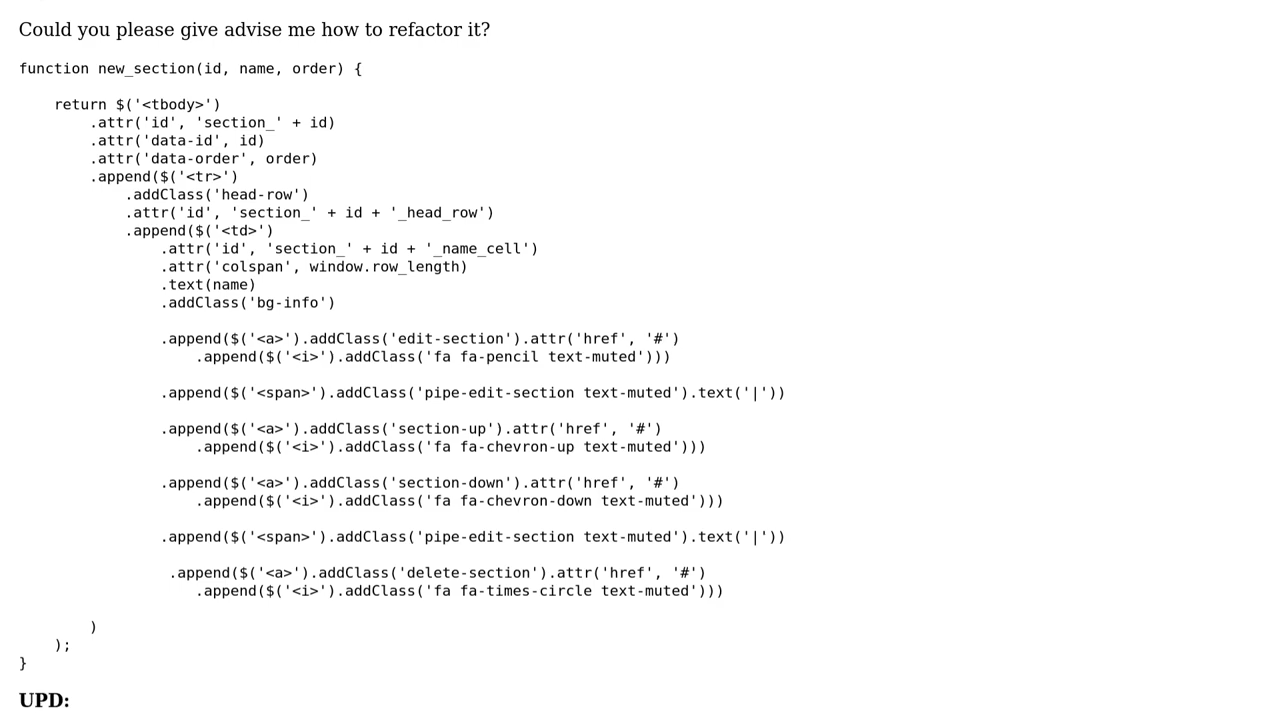 Could you please give advise me how to refactor it?
function new_section(id, name, order) {
    return $('<tbody>')
        .attr('id', 'section_' + id)
        .attr('data-id', id)
        .attr('data-order', order)
        .append($('<tr>')
            .addClass('head-row')
            .attr('id', 'section_' + id + '_head_row')
            .append($('<td>')
                .attr('id', 'section_' + id + '_name_cell')
                .attr('colspan', window.row_length)
                .text(name)
                .addClass('bg-info')
                .append($('<a>').addClass('edit-section').attr('href', '#')
                    .append($('<i>').addClass('fa fa-pencil text-muted')))
                .append($('<span>').addClass('pipe-edit-section text-muted').text('|'))
                .append($('<a>').addClass('section-up').attr('href', '#')
                    .append($('<i>').addClass('fa fa-chevron-up text-muted')))
                .append($('<a>').addClass('section-down').attr('href', '#')
                    .append($('<i>').addClass('fa fa-chevron-down text-muted')))
                .append($('<span>').addClass('pipe-edit-section text-muted').text('|'))
                 .append($('<a>').addClass('delete-section').attr('href', '#')
                    .append($('<i>').addClass('fa fa-times-circle text-muted')))
        )
    );
}
UPD: